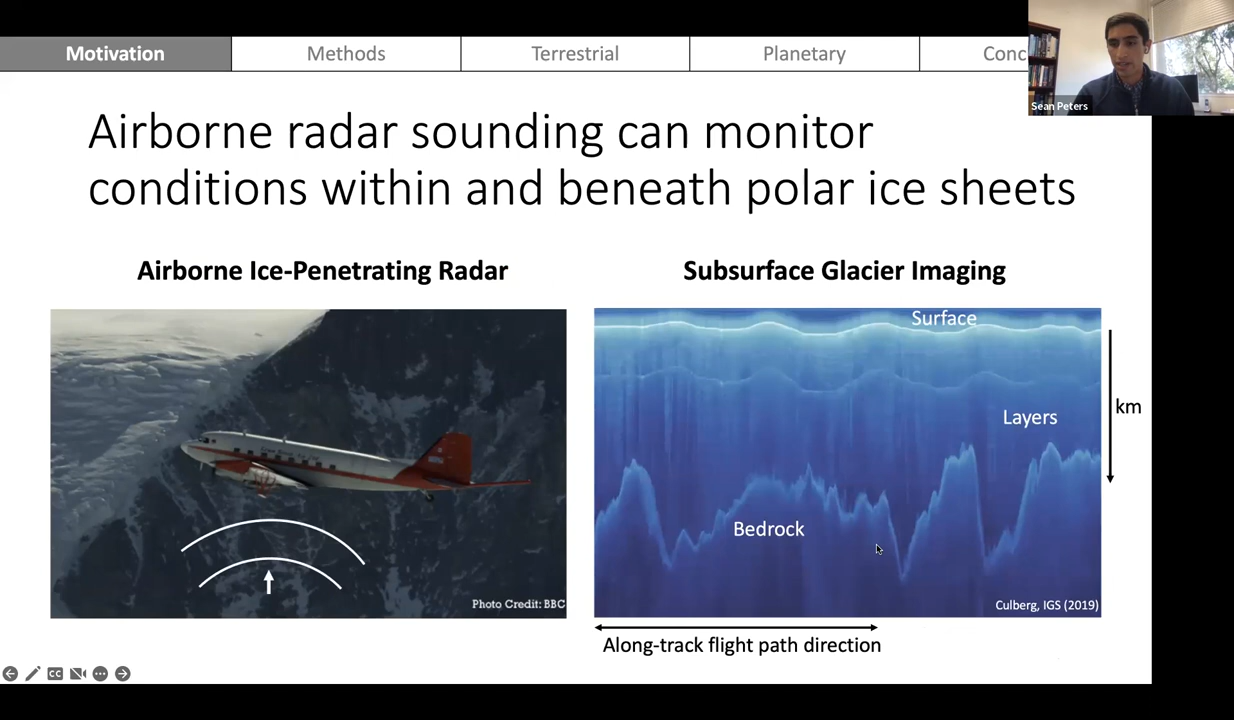 Motivation
Methods
Terrestrial
Planetary
Conc
Sean Peters
Airborne radar sounding can monitor
conditions within and beneath polar ice sheets
Airborne Ice-Penetrating Radar
Subsurface Glacier Imaging
Surface
km
Layers
Bedrock
Photo Credit: BBC
Culberg, IGS (2019)
Along-track flight path direction
CC